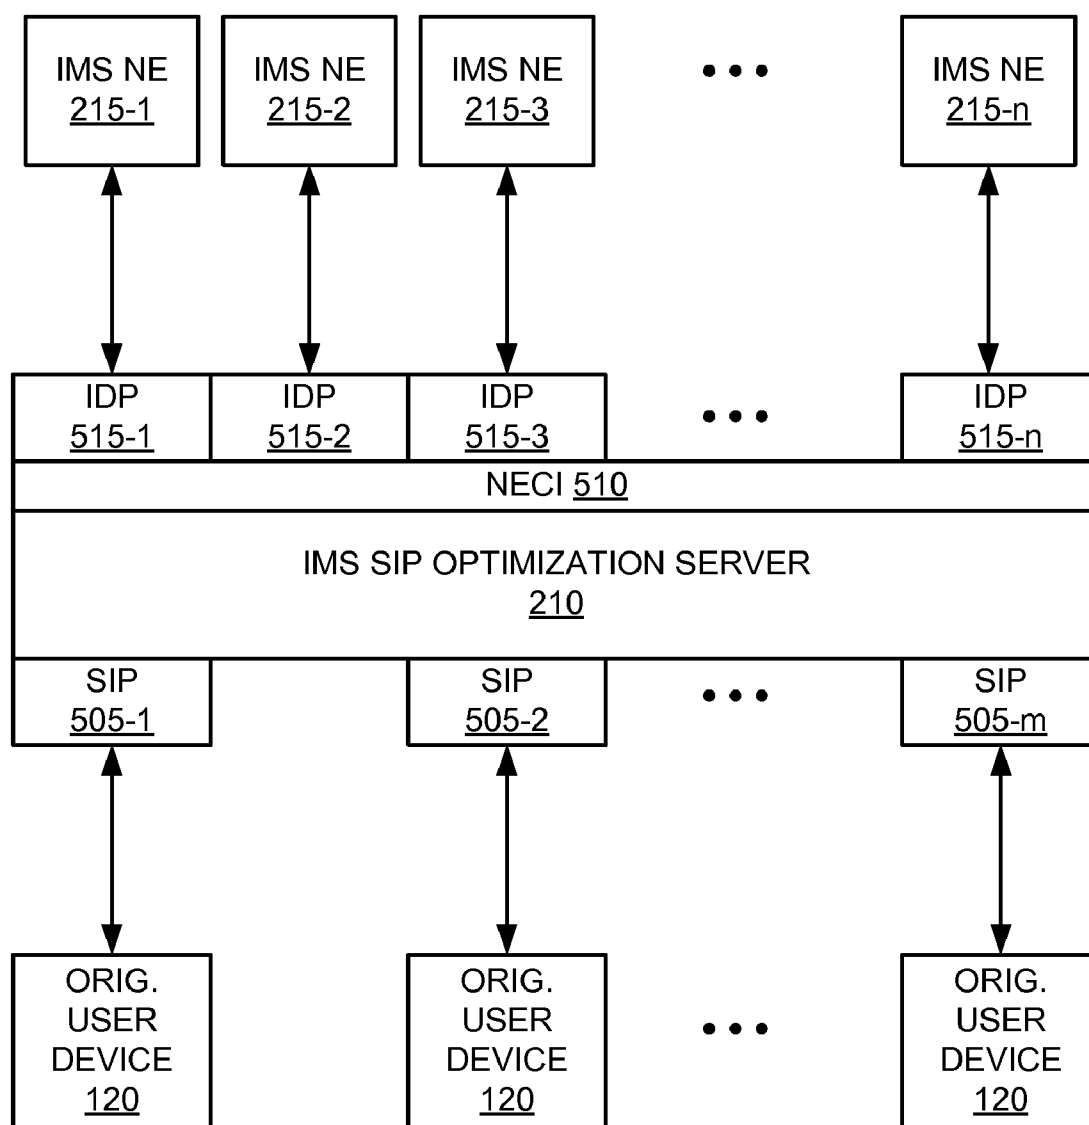 IMS NE
215-1
IMS NE
215-2
IMS NE
215-3
IMS NE
215-n
IDP
515-1
IDP
515-2
IDP
515-3
IDP
515-n
NECI 510
IMS SIP OPTIMIZATION SERVER
210
SIP
505-1
SIP
505-2
SIP
505-m
ORIG.
USER
DEVICE
120
ORIG.
USER
DEVICE
120
ORIG.
USER
DEVICE
120